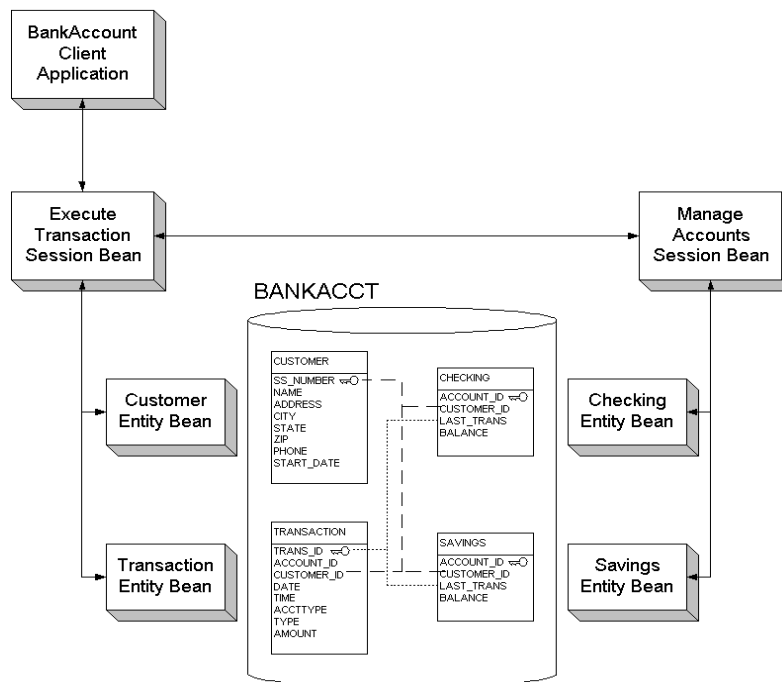 BankAccount
Client
Application
Execute
Transaction
Session Bean
Manage
Accounts
Session Bean
BANKACCT
Customer
Entity Bean
CUSTOMER
SS_NUMBER
NAME
ADDRESS
CITY
STATE
ZIP
PHONE
START_DATE
CHECKING
ACCOUNT_ID
CUSTOMER_ID
LAST_TRANS
BALANCE
Checking
Entity Bean
Transaction
Entity Bean
TRANSACTION
TRANS_ID
ACCOUNT_ID
CUSTOMER_ID
DATE
TIME
ACCTTYPE
TYPE
AMOUNT
SAVINGS
ACCOUNT_ID
CUSTOMER_ID
LAST_TRANS
BALANCE
Savings
Entity Bean